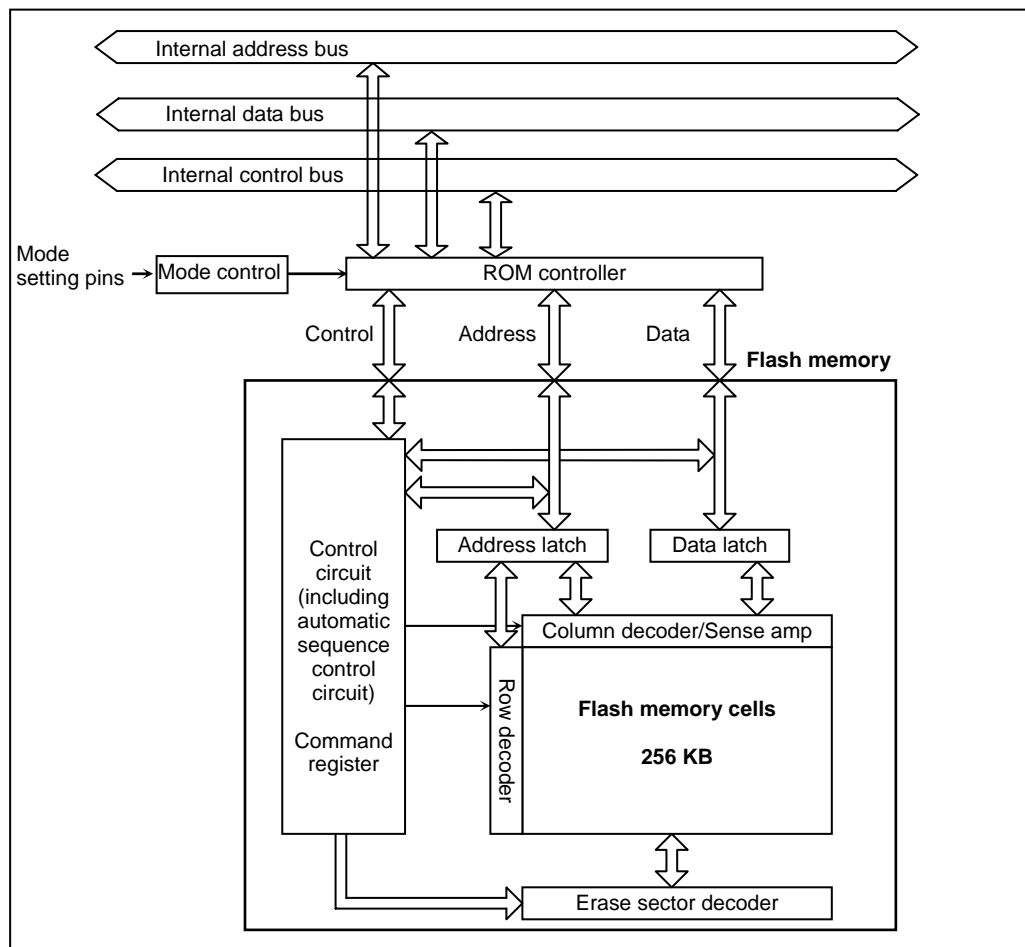 Internal address bus
Internal data bus
Internal control bus
Mode
setting pins
Mode control
ROM controller
Control
Address
Data
Flash memory
Control
circuit
(including
automatic
sequence
control
circuit)
Command
register
Address latch
Data latch
Column decoder/Sense amp
Row decoder
Flash memory cells
256 KB
Erase sector decoder